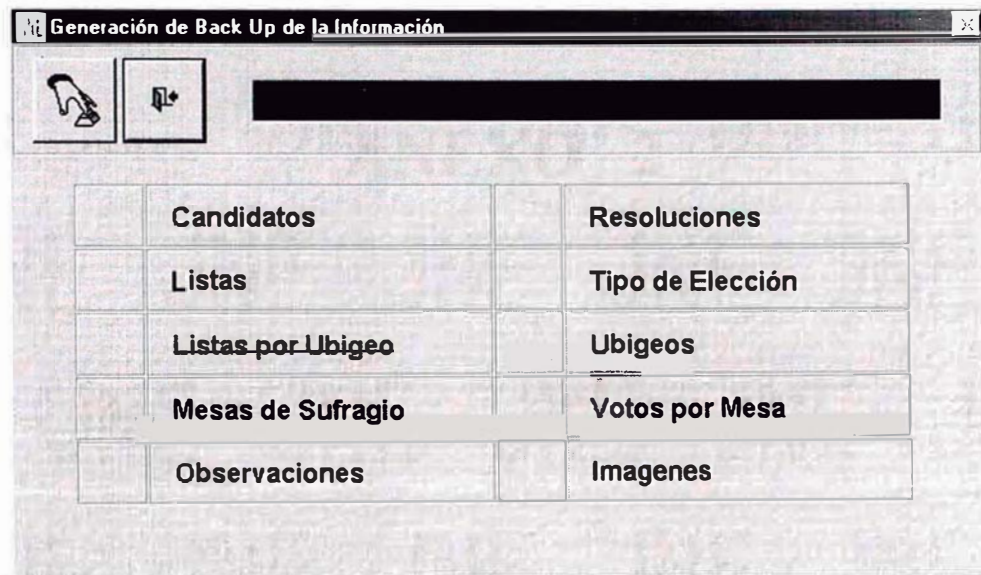 Generación de Back Up de la Información
Candidatos
Resoluciones
Listas
Tipo de Elección
Listas por Ubigeo
Ubigeos
Mesas de Sufragio
Votos por Mesa
Observaciones
Imagenes